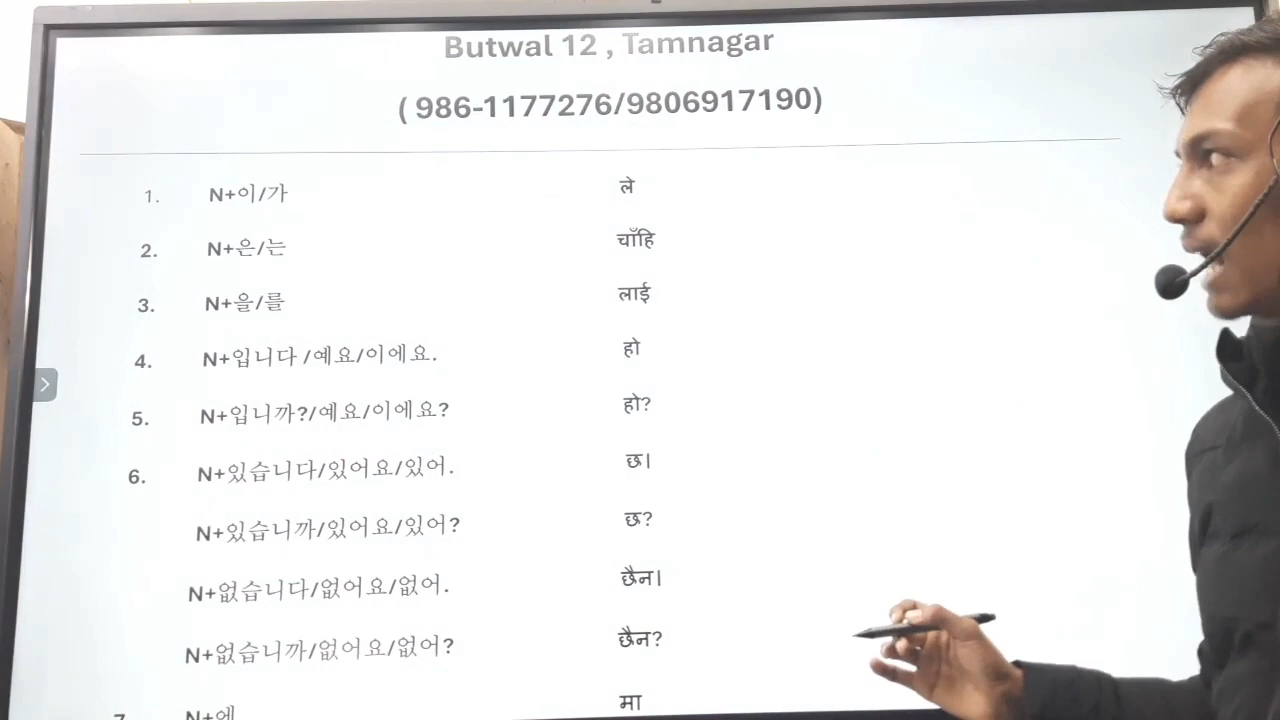 Butwal 12 , Tamnagar
( 986-1177276/9806917190)
1. N+이/가 ले
2. N+은/는 चाँहि
3. N+을/를 लाई
4. N+입니다 /예요/이에요. हो
5. N+입니까?/예요/이에요? हो?
6. N+있습니다/있어요/있어. छ।
N+있습니까/있어요/있어? छ?
N+없습니다/없어요/없어. छैन।
N+없습니까/없어요/없어? छैन?
7. N+에 मा